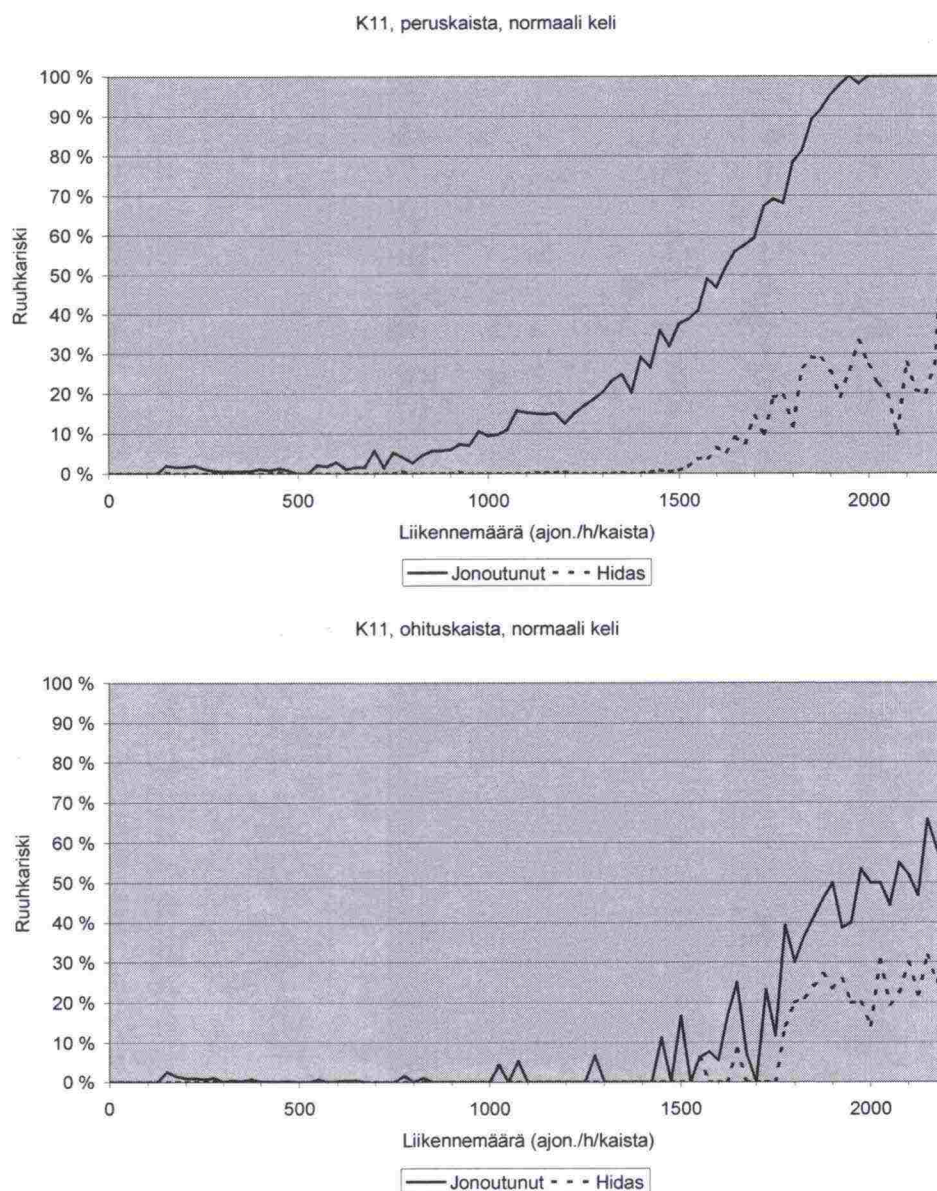 K11, peruskaista, normaali keli
100 %
90 %
80 %
70 %
60 %
50 %
40 %
30 %
20 %
10 %
0 %
Ruuhkariski
0 500 1000 1500 2000
Liikennemäärä (ajon./h/kaista)
Jonoutunut Hidas
K11, ohituskaista, normaali keli
100 %
90 %
80 %
70 %
60 %
50 %
40 %
30 %
20 %
10 %
0 %
Ruuhkariski
0 500 1000 1500 2000
Liikennemäärä (ajon./h/kaista)
Jonoutunut Hidas